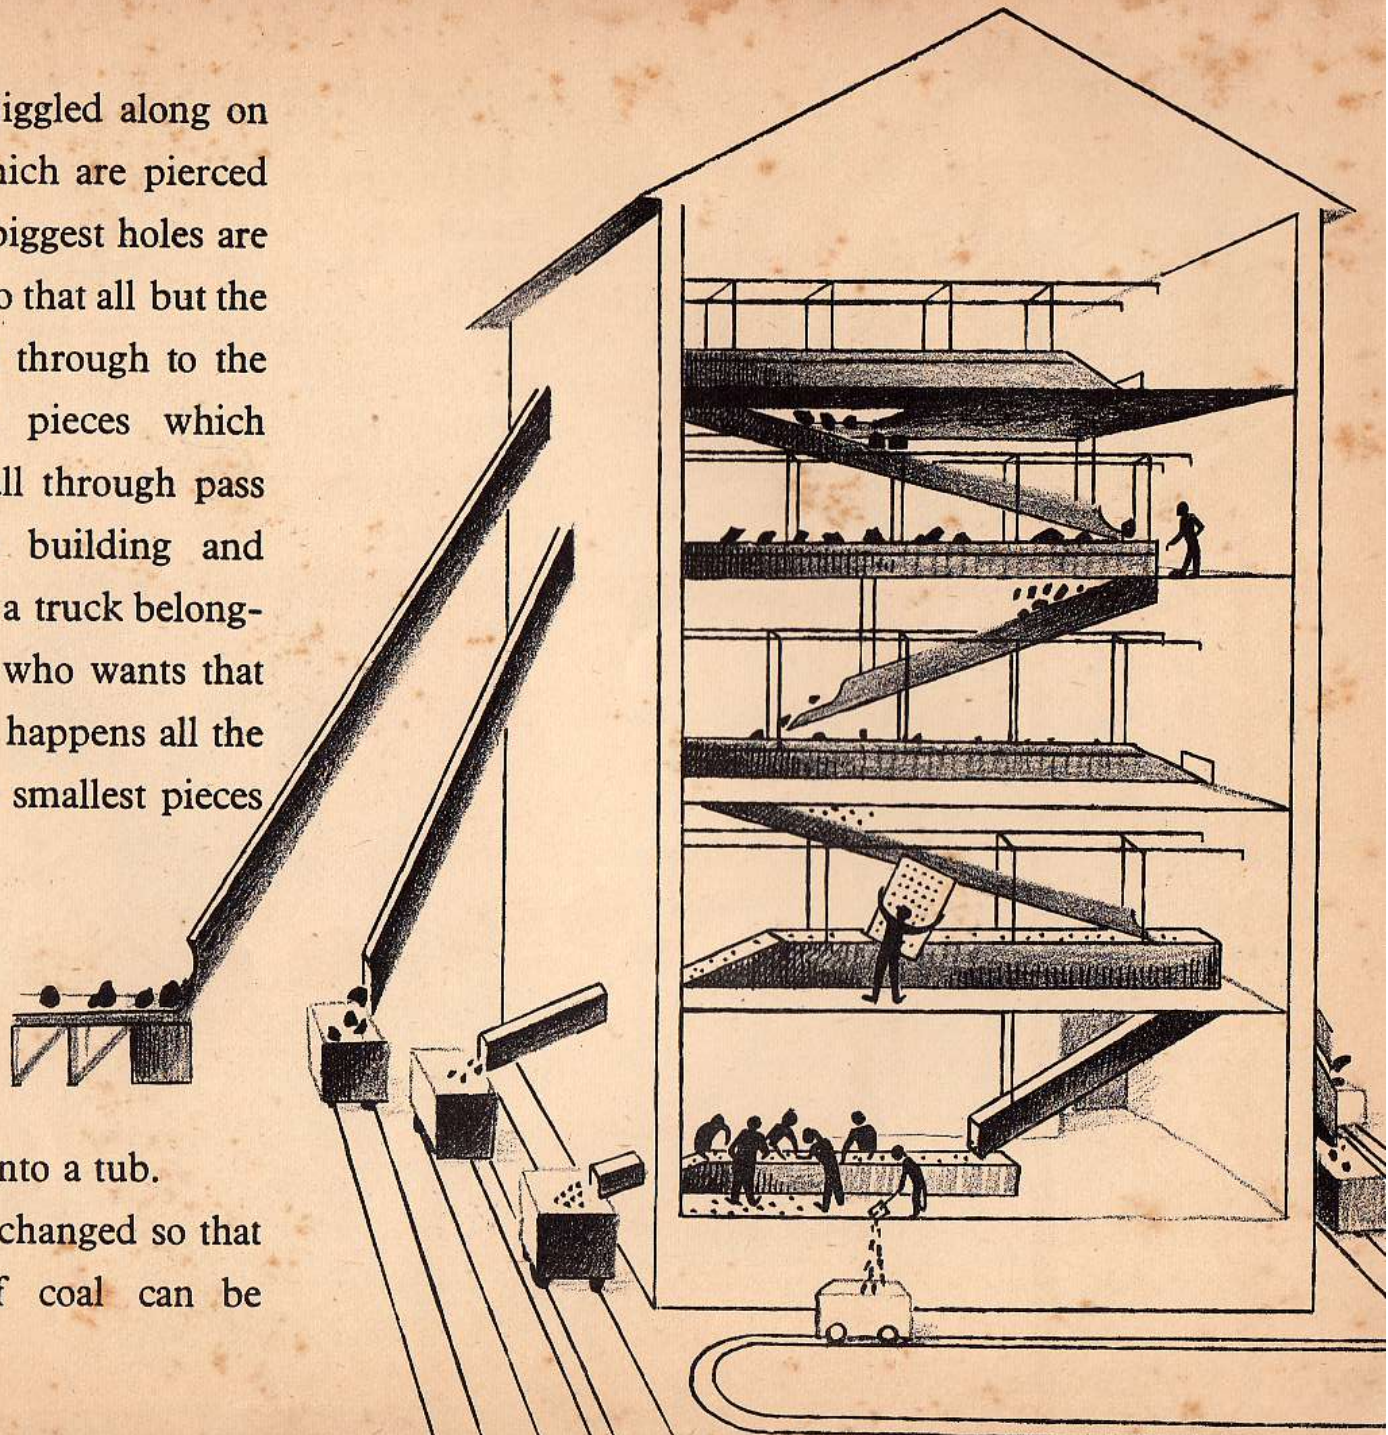 iggled along on
hich are pierced
biggest holes are
o that all but the
through to the
pieces which
ll through pass
building and
a truck belong-
who wants that
happens all the
smallest pieces
nto a tub.
changed so that
f coal can be